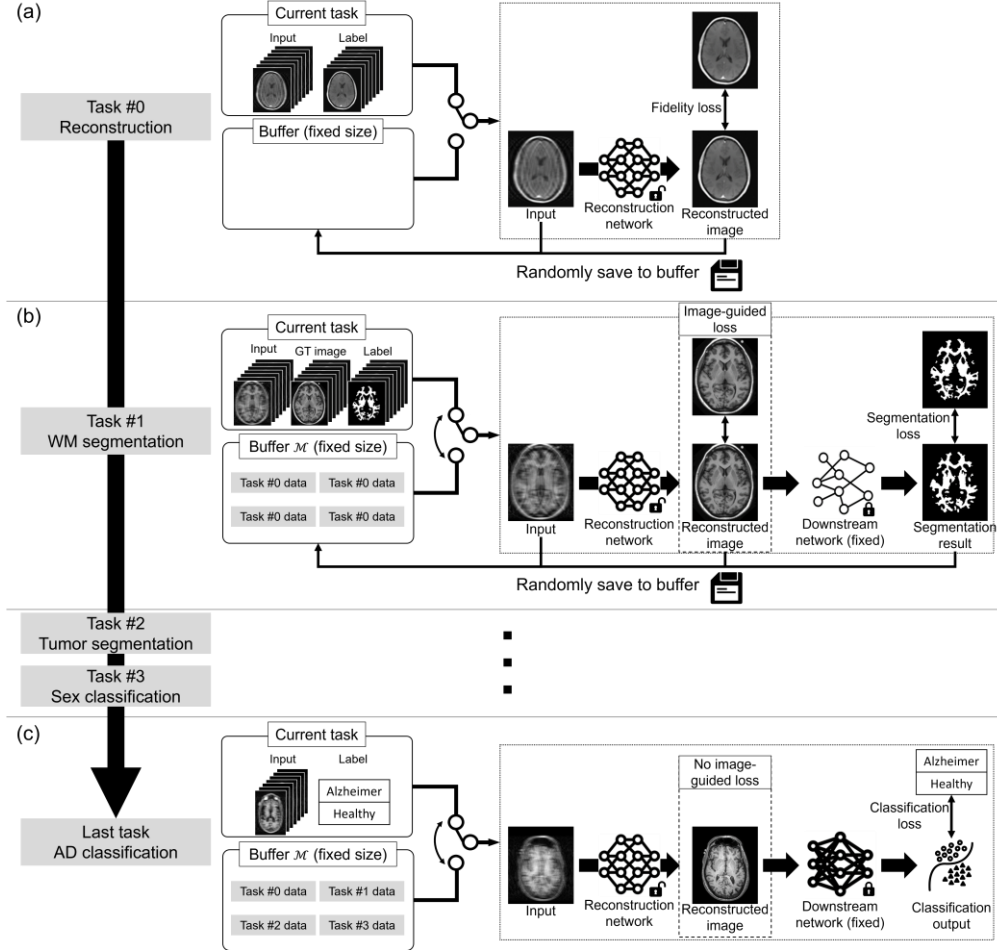 (a)
Current task
Input Label
Buffer (fixed size)
Task #0
Reconstruction
Fidelity loss
Input
Reconstruction
network
Reconstructed
image
Randomly save to buffer
(b)
Current task
Input GT image Label
Buffer ℳ (fixed size)
Task #0 data Task #0 data
Task #0 data Task #0 data
Task #1
WM segmentation
Image-guided
loss
Segmentation
loss
Input
Reconstruction
network
Reconstructed
image
Downstream
network (fixed)
Segmentation
result
Randomly save to buffer
Task #2
Tumor segmentation
Task #3
Sex classification
(c)
Current task
Input Label
Alzheimer
Healthy
Buffer ℳ (fixed size)
Task #0 data Task #1 data
Task #2 data Task #3 data
Last task
AD classification
No image-
guided loss
Alzheimer
Healthy
Classification
loss
Input
Reconstruction
network
Reconstructed
image
Downstream
network (fixed)
Classification
output